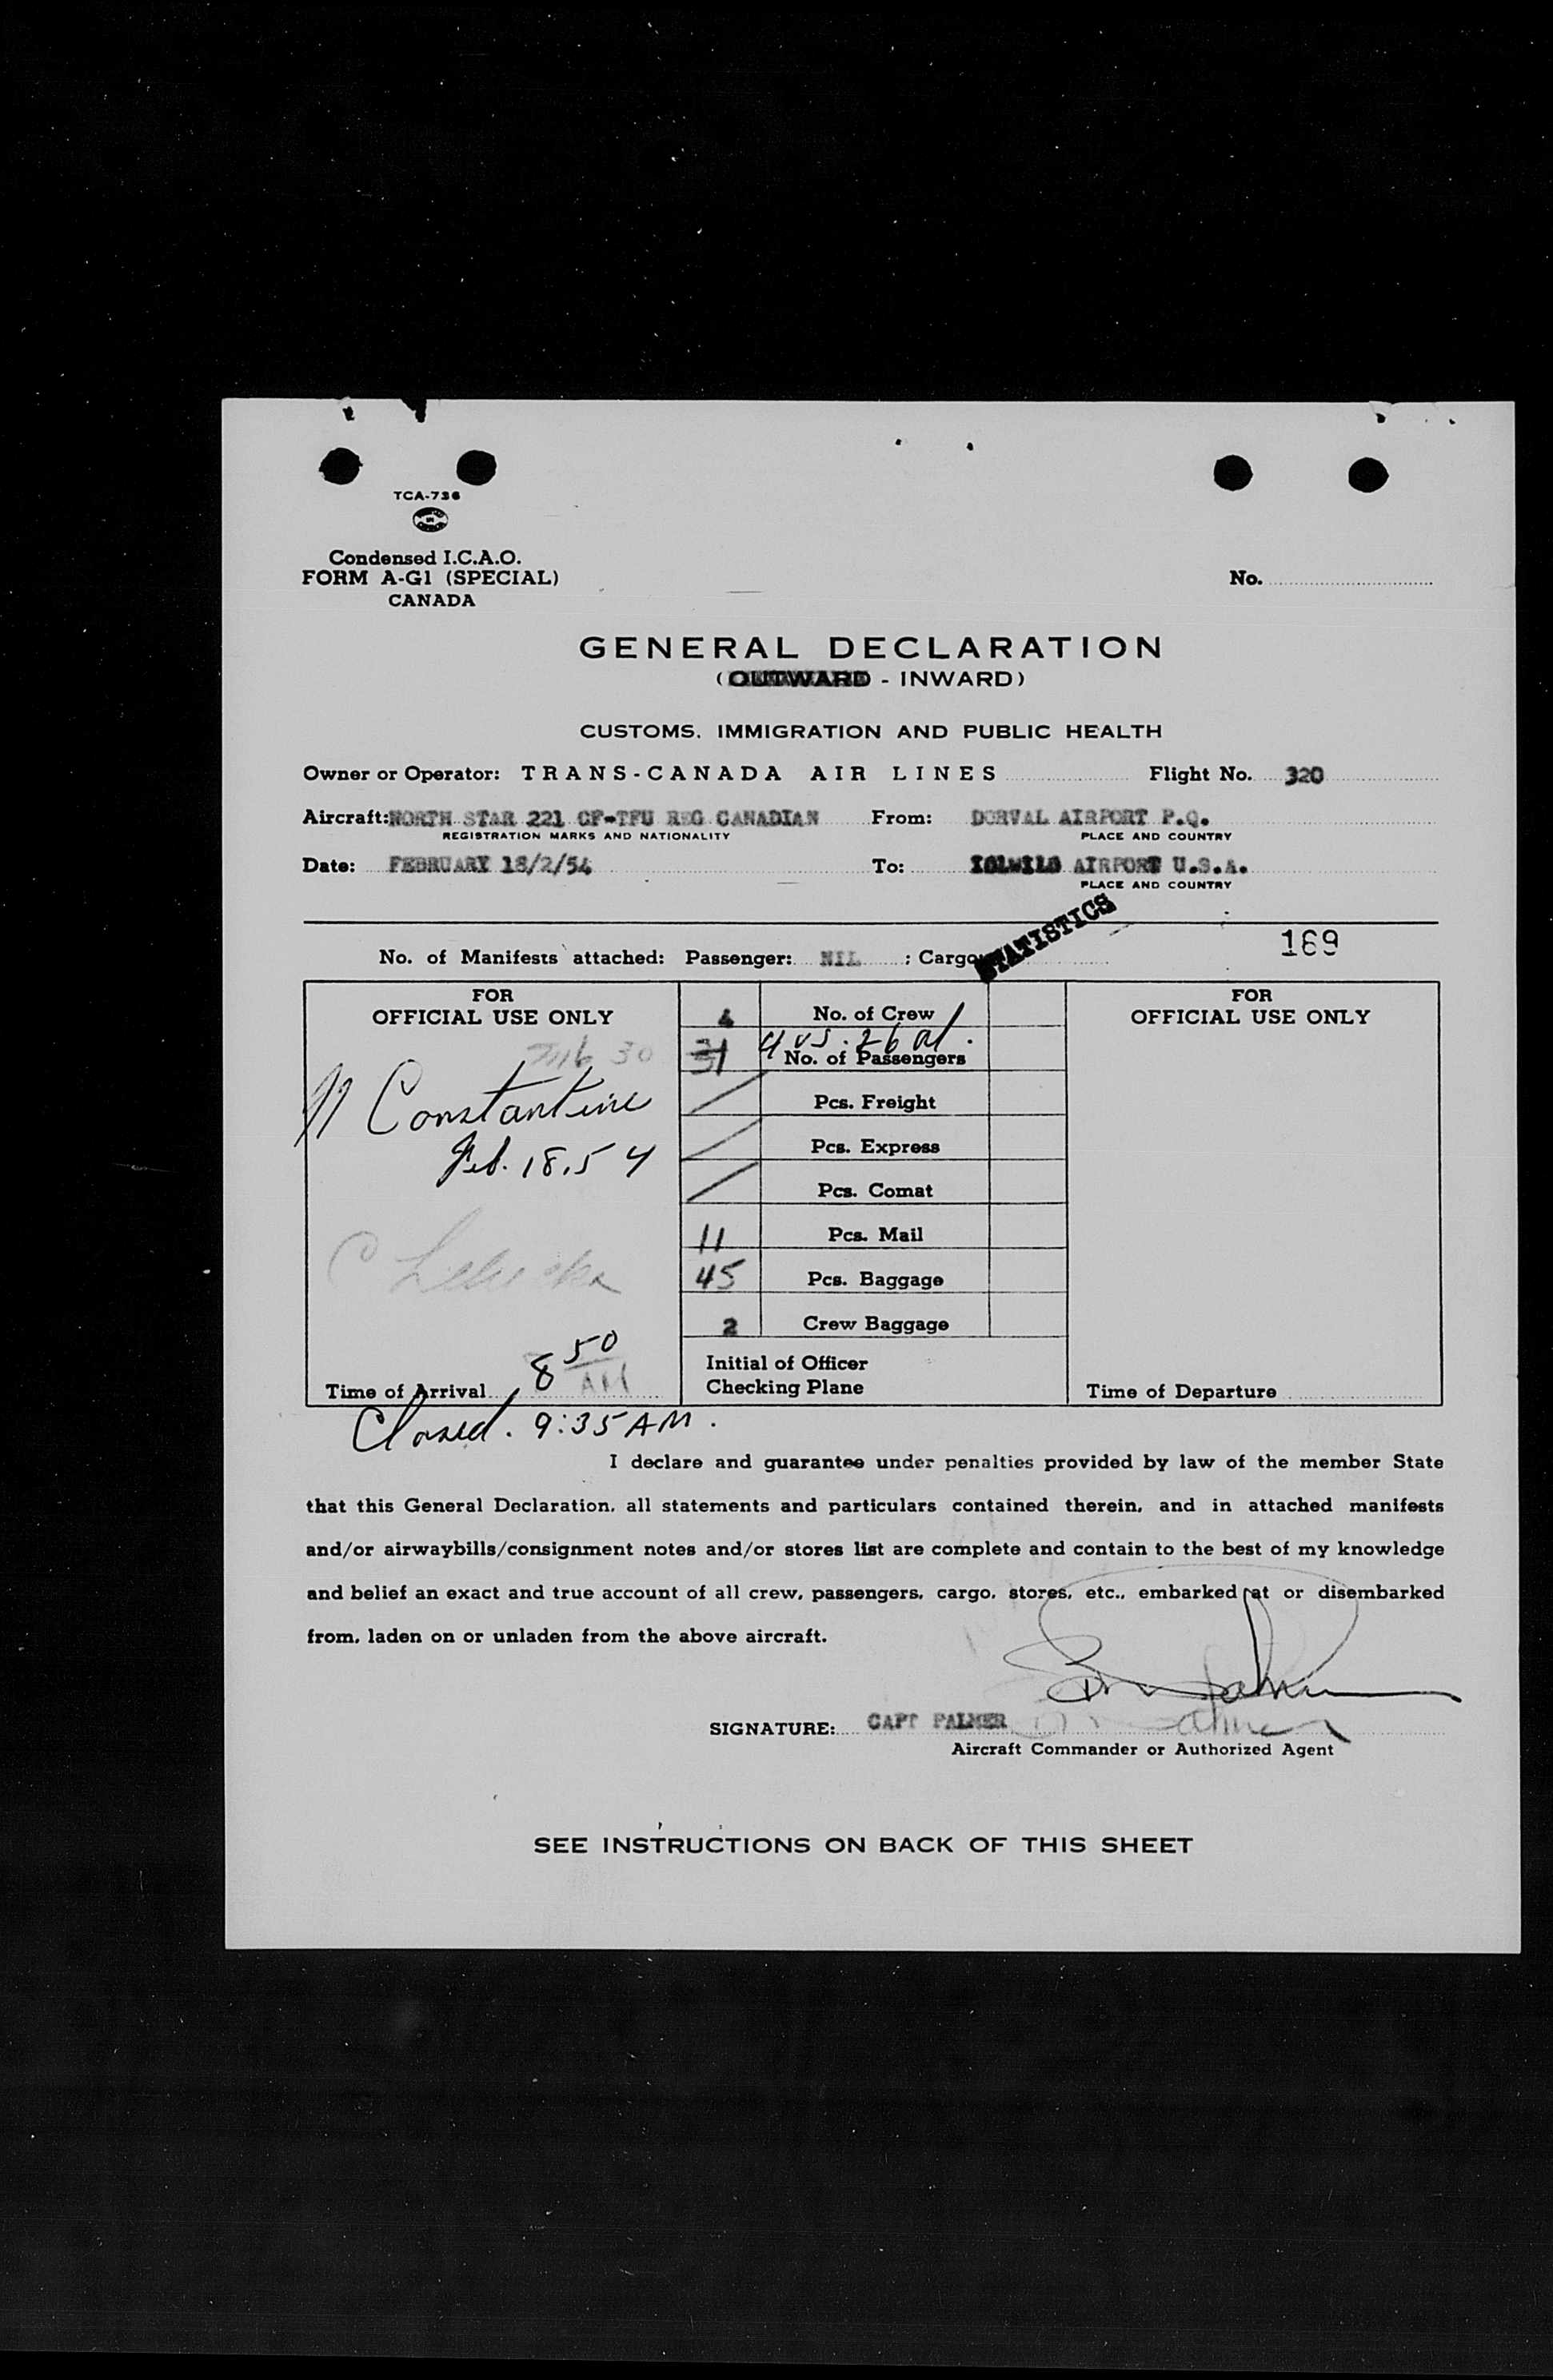 TCA-736
Condensed I.C.A.O.
FORM A-G1 (SPECIAL)
CANADA
No.
GENERAL DECLARATION
(OUTWARD - INWARD)
CUSTOMS, IMMIGRATION AND PUBLIC HEALTH
Owner or Operator: TRANS-CANADA AIR LINES Flight No. 320
Aircraft: NORTH STAR 221 CF-TFU REG CANADIAN From: DORVAL AIRPORT P.Q.
REGISTRATION MARKS AND NATIONALITY PLACE AND COUNTRY
Date: FEBRUARY 18/2/54 To: AIRPORT U.S.A.
PLACE AND COUNTRY
STATISTICS
169
No. of Manifests attached: Passenger: NIL ; Cargo:
FOR
OFFICIAL USE ONLY
30
N Constantine
Feb. 18.54
C
8 50
AM
Time of Arrival
4 No. of Crew
31 4 US. 26 al.
No. of Passengers
/ Pcs. Freight
/ Pcs. Express
/ Pcs. Comat
11 Pcs. Mail
45 Pcs. Baggage
2 Crew Baggage
Initial of Officer
Checking Plane
FOR
OFFICIAL USE ONLY
Time of Departure
Closed. 9:35 AM.
I declare and guarantee under penalties provided by law of the member State
that this General Declaration, all statements and particulars contained therein, and in attached manifests
and/or airwaybills/consignment notes and/or stores list are complete and contain to the best of my knowledge
and belief an exact and true account of all crew, passengers, cargo, stores, etc., embarked at or disembarked
from, laden on or unladen from the above aircraft.
SIGNATURE: CAPT PALMER
Aircraft Commander or Authorized Agent
SEE INSTRUCTIONS ON BACK OF THIS SHEET